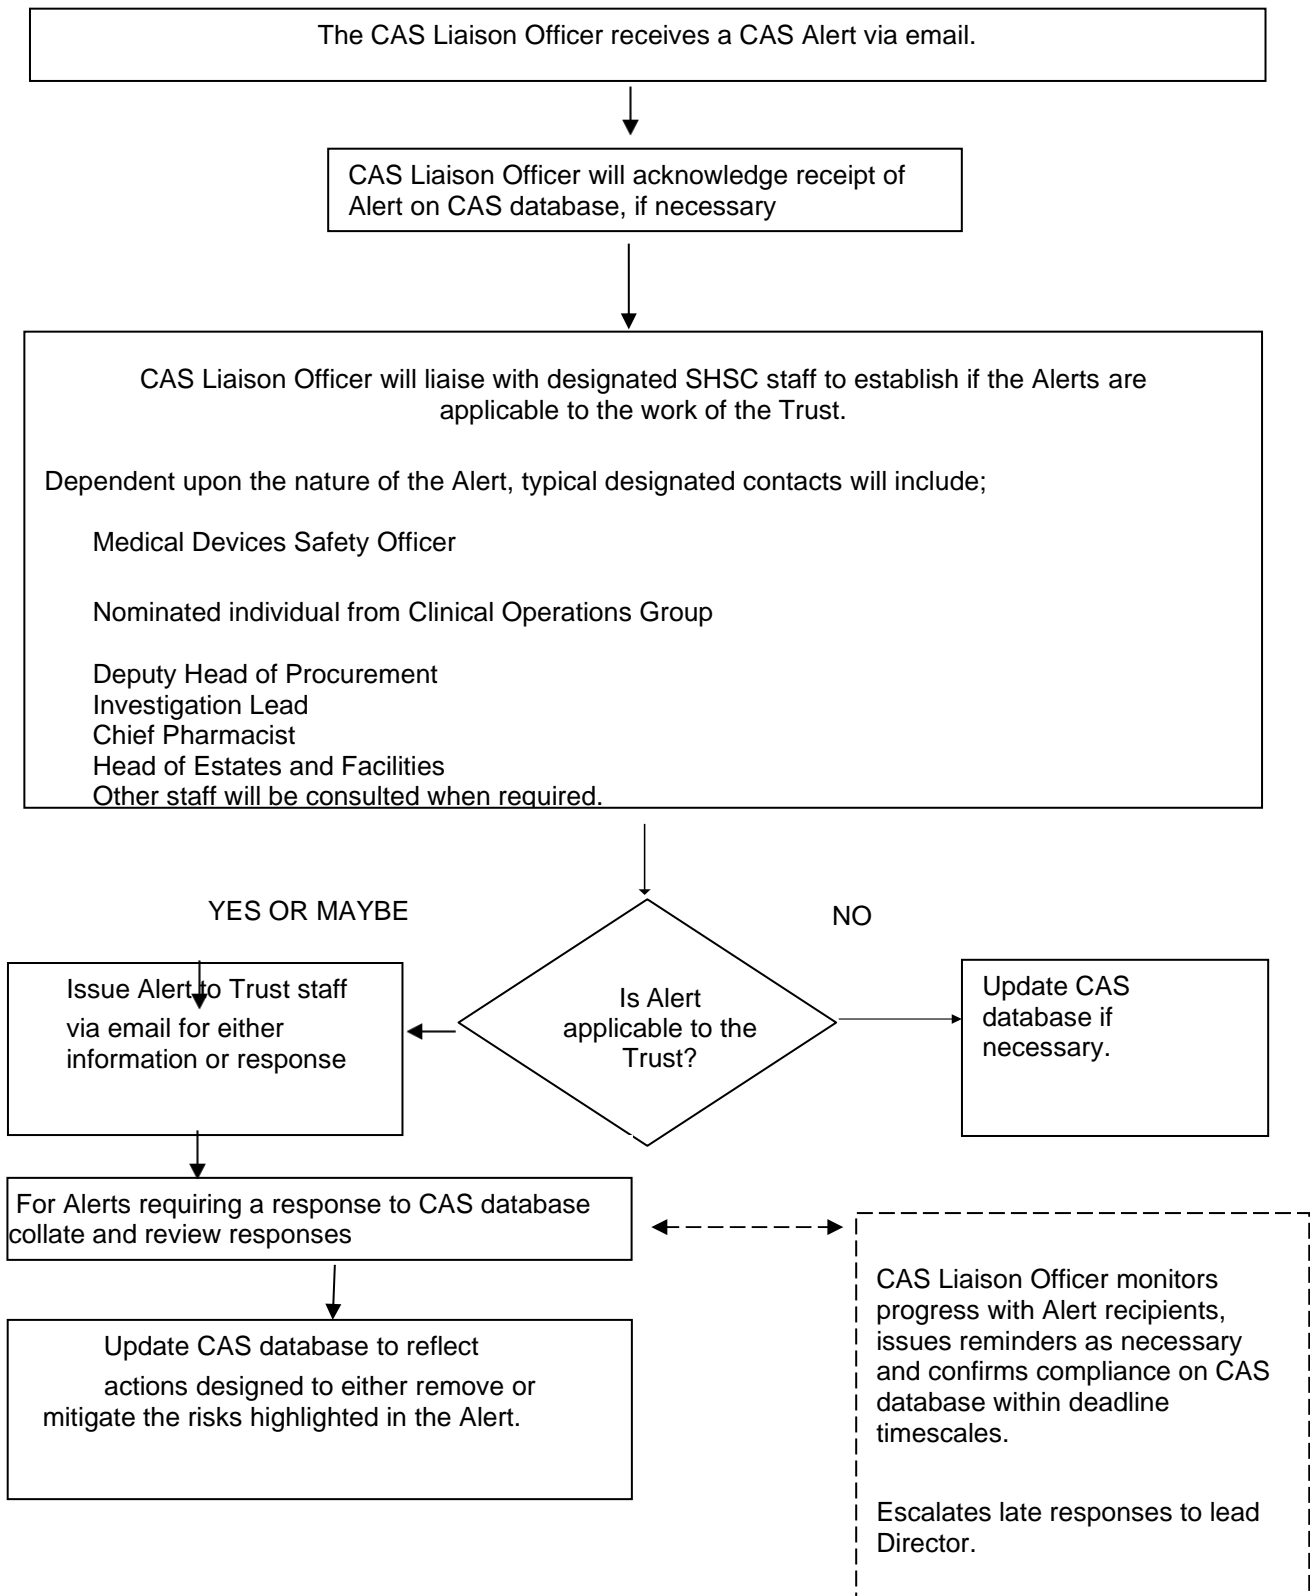 The CAS Liaison Officer receives a CAS Alert via email.
CAS Liaison Officer will acknowledge receipt of
Alert on CAS database, if necessary
CAS Liaison Officer will liaise with designated SHSC staff to establish if the Alerts are
applicable to the work of the Trust.
Dependent upon the nature of the Alert, typical designated contacts will include;
Medical Devices Safety Officer
Nominated individual from Clinical Operations Group
Deputy Head of Procurement
Investigation Lead
Chief Pharmacist
Head of Estates and Facilities
Other staff will be consulted when required.
YES OR MAYBE
NO
Issue Alert to Trust staff
via email for either
information or response
Is Alert
applicable to the
Trust?
Update CAS
database if
necessary.
For Alerts requiring a response to CAS database
collate and review responses
Update CAS database to reflect
actions designed to either remove or
mitigate the risks highlighted in the Alert.
CAS Liaison Officer monitors
progress with Alert recipients,
issues reminders as necessary
and confirms compliance on CAS
database within deadline
timescales.
Escalates late responses to lead
Director.